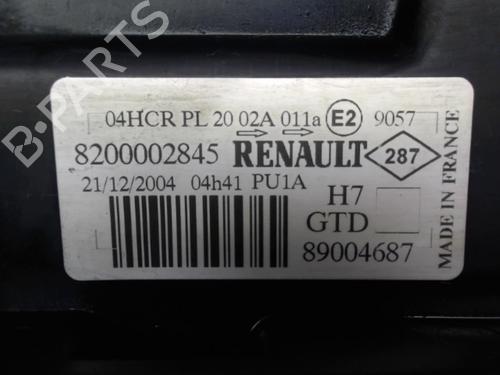 B-PARTS
04HCR PL 20 02A 011a E2 9057
8200002845 RENAULT 287
21/12/2004 04h41 PU1A
H7
GTD
89004687
MADE IN FRANCE